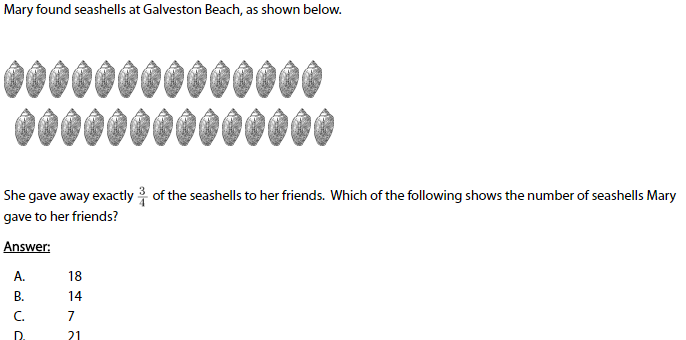 Mary found seashells at Galveston Beach, as shown below.
She gave away exactly 3/4 of the seashells to her friends. Which of the following shows the number of seashells Mary
gave to her friends?
Answer:
A. 18
B. 14
C. 7
D. 21